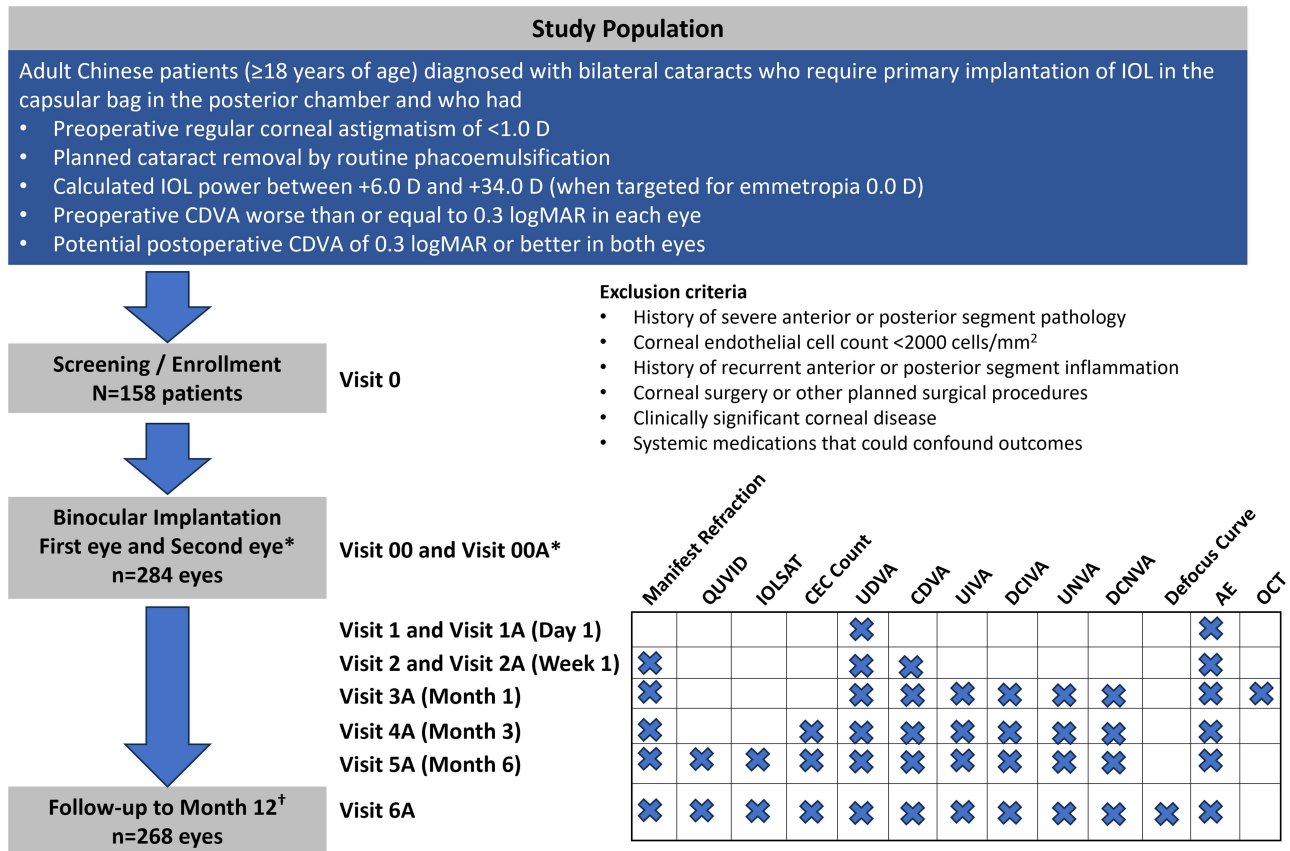 Study Population
Adult Chinese patients (≥18 years of age) diagnosed with bilateral cataracts who require primary implantation of IOL in the
capsular bag in the posterior chamber and who had
• Preoperative regular corneal astigmatism of <1.0 D
• Planned cataract removal by routine phacoemulsification
• Calculated IOL power between +6.0 D and +34.0 D (when targeted for emmetropia 0.0 D)
• Preoperative CDVA worse than or equal to 0.3 logMAR in each eye
• Potential postoperative CDVA of 0.3 logMAR or better in both eyes
Exclusion criteria
• History of severe anterior or posterior segment pathology
• Corneal endothelial cell count <2000 cells/mm²
• History of recurrent anterior or posterior segment inflammation
• Corneal surgery or other planned surgical procedures
• Clinically significant corneal disease
• Systemic medications that could confound outcomes
Screening / Enrollment
N=158 patients
Visit 0
Binocular Implantation
First eye and Second eye*
n=284 eyes
Visit 00 and Visit 00A*
Manifest Refraction
QUVID
IOLSAT
CEC Count
UDVA
CDVA
UIVA
DCIVA
UNVA
DCNVA
Defocus Curve
AE
OCT
Visit 1 and Visit 1A (Day 1)
Visit 2 and Visit 2A (Week 1)
Visit 3A (Month 1)
Visit 4A (Month 3)
Visit 5A (Month 6)
Follow-up to Month 12†
n=268 eyes
Visit 6A